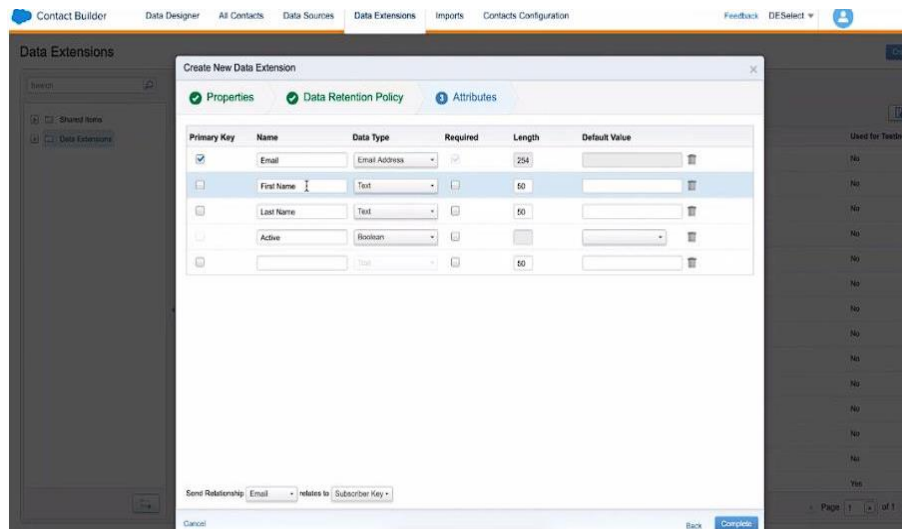 Contact Builder Data Designer All Contacts Data Sources Data Extensions Imports Contacts Configuration Feedback DESelect
Data Extensions
Create New Data Extension
Search
Properties Data Retention Policy 3 Attributes
Shared Items
Data Extensions
Primary Key Name Data Type Required Length Default Value
Used for Testin
Email Email Address 254
No
First Name Text 50
No
Last Name Text 50
No
Active Boolean
No
Text 50
No
No
No
No
No
No
No
No
No
Yes
Send Relationship Email relates to Subscriber Key
Page 1 of 1
Cancel Back Complete